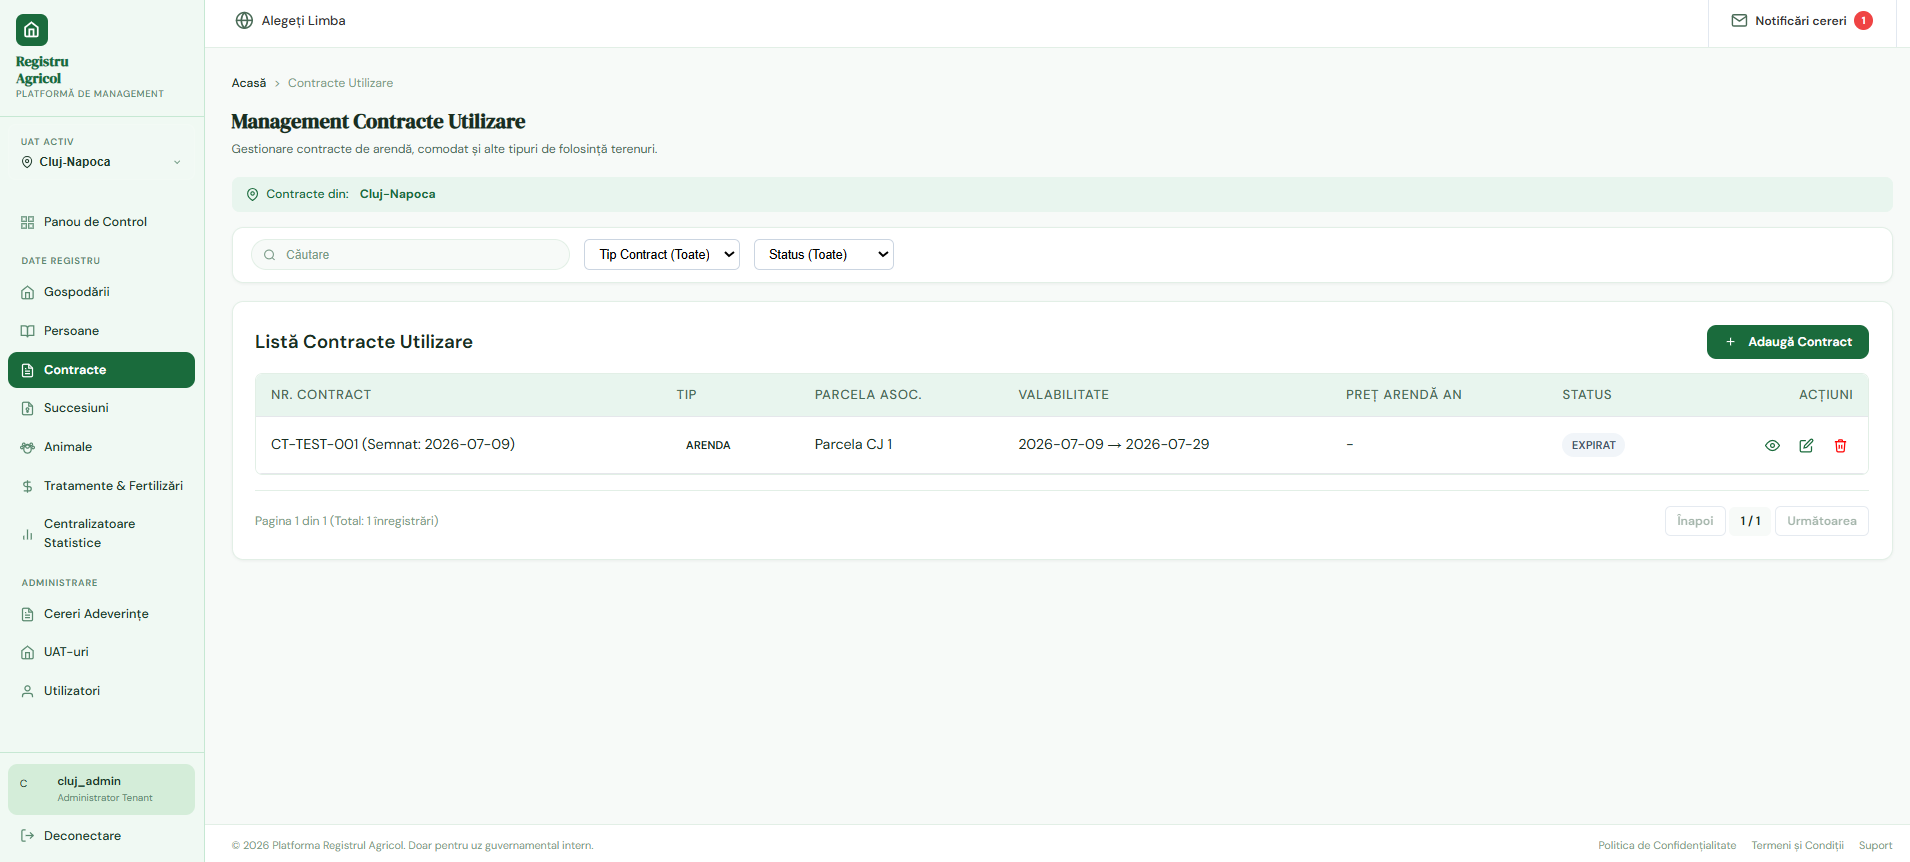 Registru
Agricol
PLATFORMĂ DE MANAGEMENT
UAT ACTIV
Cluj-Napoca
Panou de Control
DATE REGISTRU
Gospodării
Persoane
Contracte
Succesiuni
Animale
Tratamente & Fertilizări
Centralizatoare
Statistice
ADMINISTRARE
Cereri Adeverințe
UAT-uri
Utilizatori
C
cluj_admin
Administrator Tenant
Deconectare
Alegeți Limba
Notificări cereri 1
Acasă > Contracte Utilizare
Management Contracte Utilizare
Gestionare contracte de arendă, comodat și alte tipuri de folosință terenuri.
Contracte din: Cluj-Napoca
Căutare
Tip Contract (Toate)
Status (Toate)
Listă Contracte Utilizare
+ Adaugă Contract
NR. CONTRACT TIP PARCELA ASOC. VALABILITATE PREȚ ARENDĂ AN STATUS ACȚIUNI
CT-TEST-001 (Semnat: 2026-07-09) ARENDA Parcela CJ 1 2026-07-09 → 2026-07-29 - EXPIRAT
Pagina 1 din 1 (Total: 1 înregistrări)
Înapoi 1 / 1 Următoarea
© 2026 Platforma Registrul Agricol. Doar pentru uz guvernamental intern.
Politica de Confidențialitate Termeni și Condiții Suport